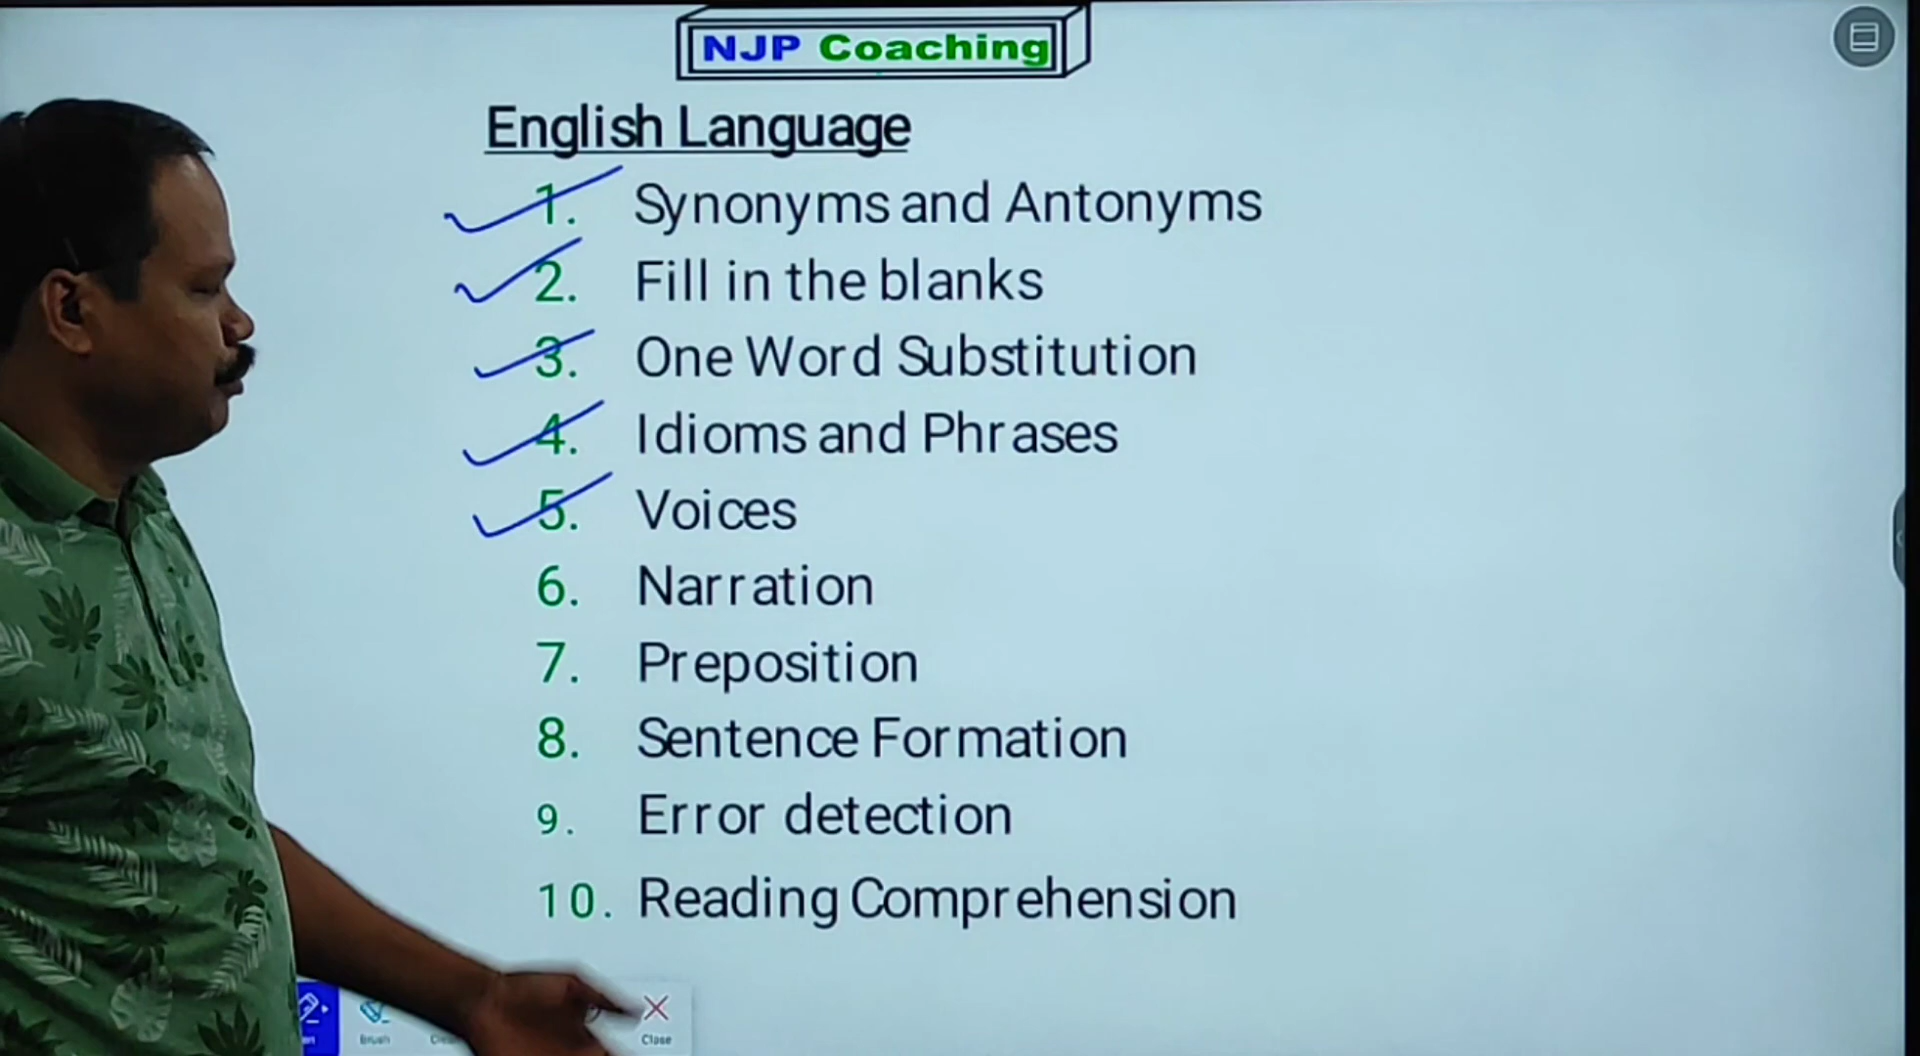 NJP Coaching
English Language
1. Synonyms and Antonyms
2. Fill in the blanks
3. One Word Substitution
4. Idioms and Phrases
5. Voices
6. Narration
7. Preposition
8. Sentence Formation
9. Error detection
10. Reading Comprehension
Brush Close